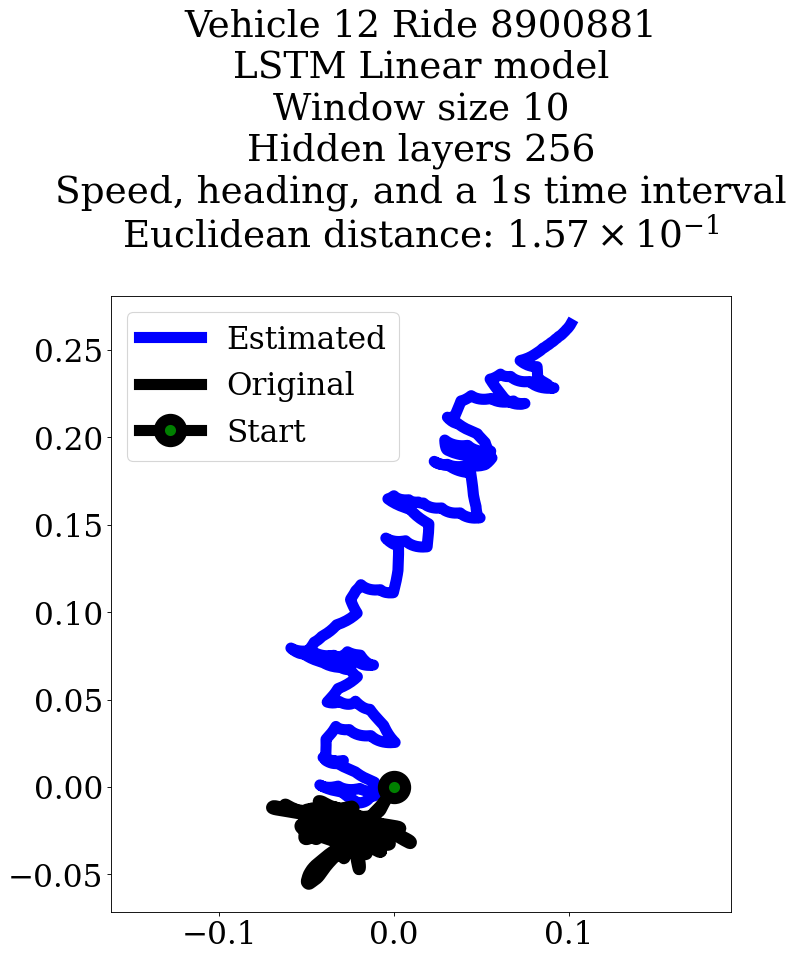 Vehicle 12 Ride 8900881
LSTM Linear model
Window size 10
Hidden layers 256
Speed, heading, and a 1s time interval
Euclidean distance: 1.57 × 10⁻¹
Estimated
Original
Start
0.25
0.20
0.15
0.10
0.05
0.00
−0.05
−0.1 0.0 0.1